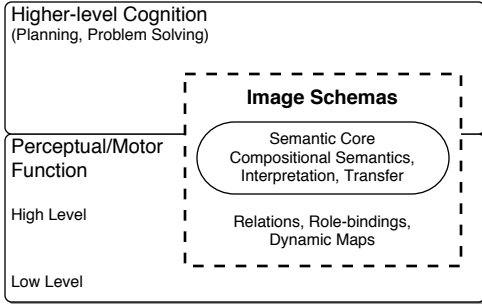 Higher-level Cognition
(Planning, Problem Solving)
Image Schemas
Semantic Core
Compositional Semantics,
Interpretation, Transfer
Perceptual/Motor
Function
High Level
Relations, Role-bindings,
Dynamic Maps
Low Level